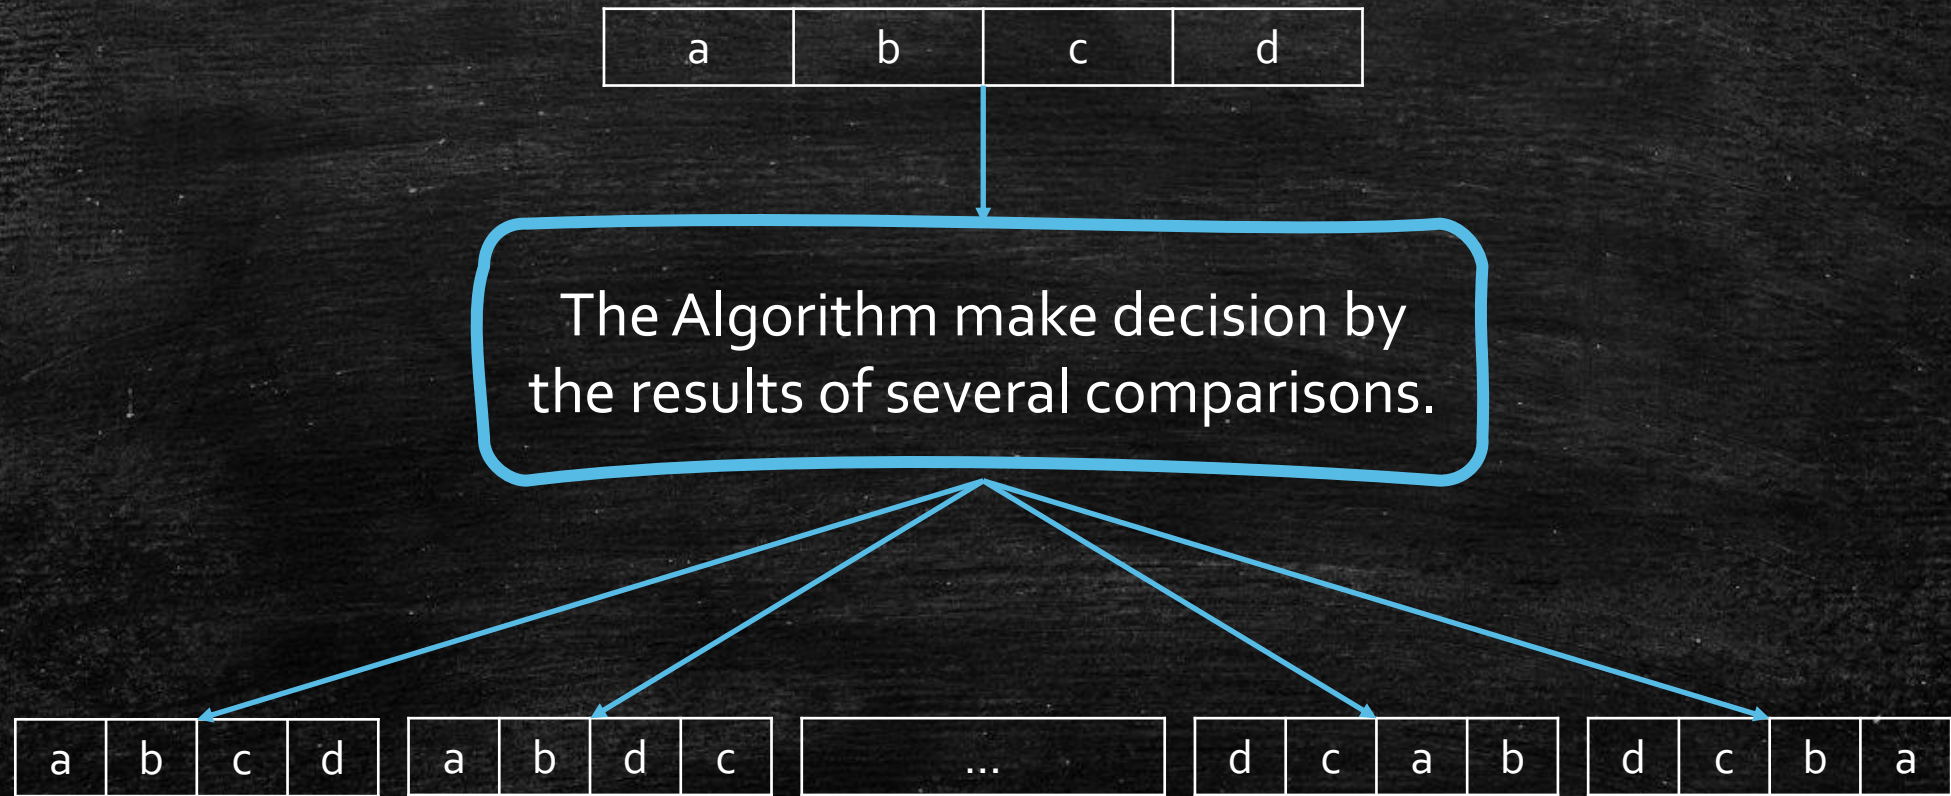 a b c d
The Algorithm make decision by
the results of several comparisons.
a b c d a b d c ... d c a b d c b a